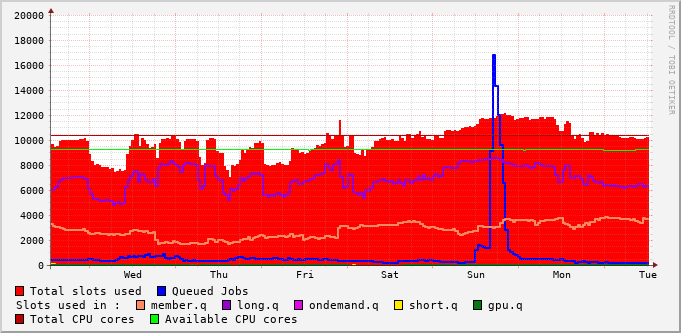 20000
18000
16000
14000
12000
10000
8000
6000
4000
2000
0
Wed Thu Fri Sat Sun Mon Tue
Total slots used Queued Jobs
Slots used in : member.q long.q ondemand.q short.q gpu.q
Total CPU cores Available CPU cores
RRDTOOL / TOBI OETIKER